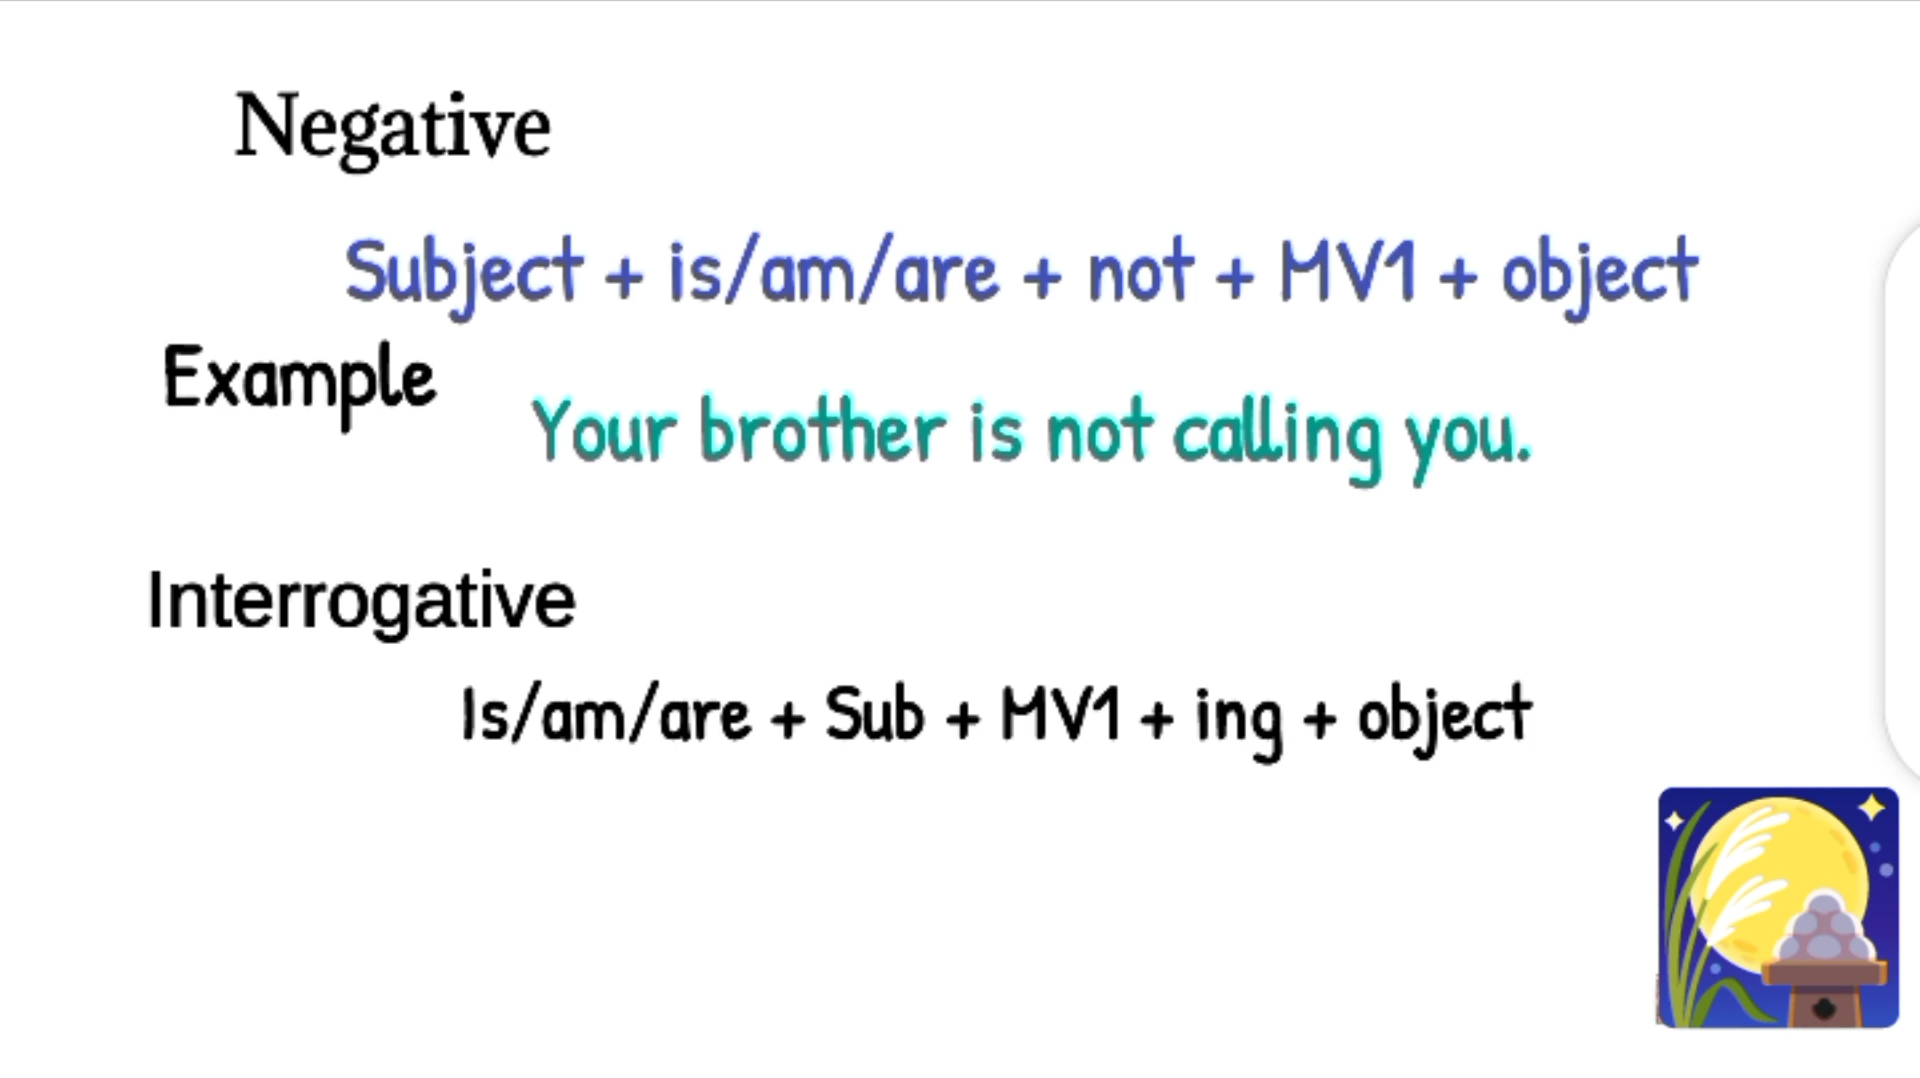 Negative
Subject + is/am/are + not + MV1 + object
Example
Your brother is not calling you.
Interrogative
Is/am/are + Sub + MV1 + ing + object